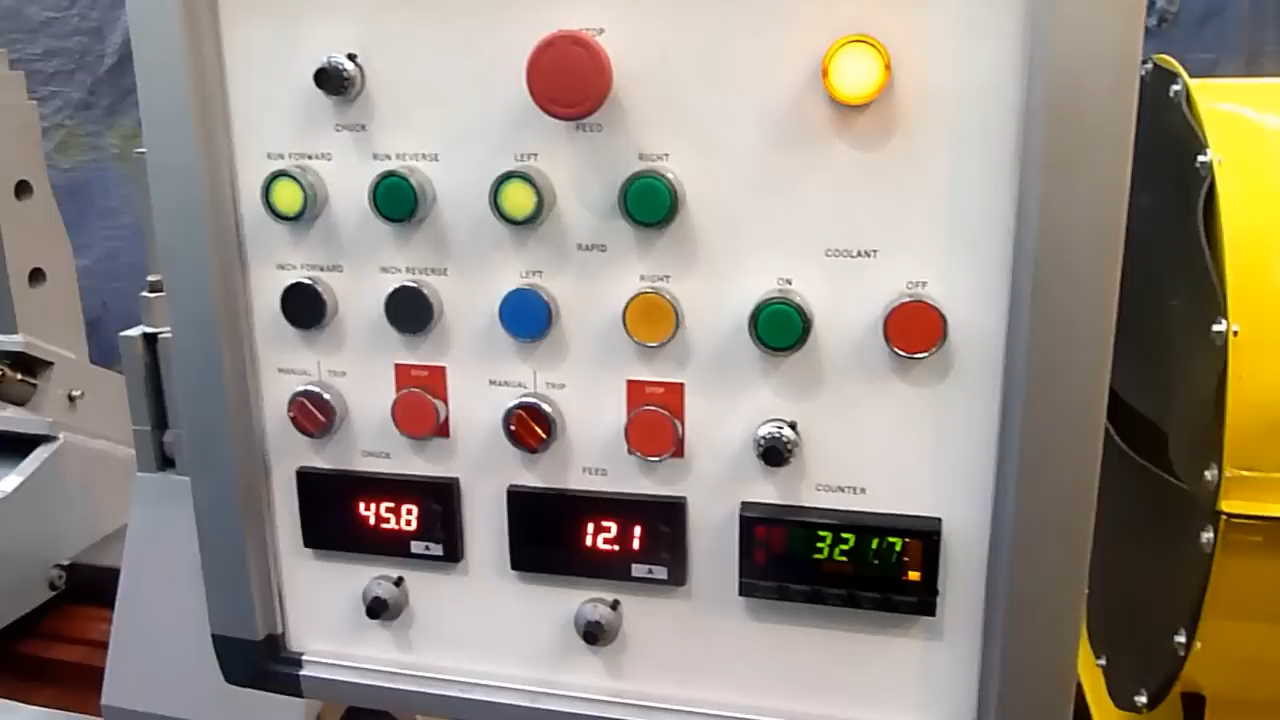 STOP
CHUCK
FEED
RUN FORWARD
RUN REVERSE
LEFT
RIGHT
RAPID
COOLANT
INCH FORWARD
INCH REVERSE
LEFT
RIGHT
ON
OFF
MANUAL
TRIP
STOP
MANUAL
TRIP
STOP
CHUCK
FEED
COUNTER
45.8
A
12.1
A